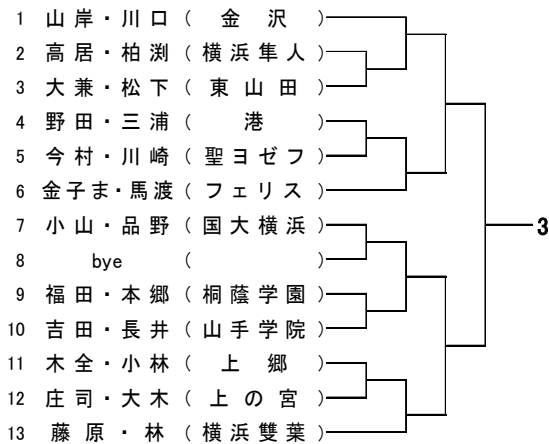 1 山岸・川口 ( 金沢 )
2 高居・柏渕 ( 横浜隼人 )
3 大兼・松下 ( 東山田 )
4 野田・三浦 ( 港 )
5 今村・川崎 ( 聖ヨゼフ )
6 金子ま・馬渡 ( フェリス )
7 小山・品野 ( 国大横浜 )
3
8 bye ( )
9 福田・本郷 ( 桐蔭学園 )
10 吉田・長井 ( 山手学院 )
11 木全・小林 ( 上郷 )
12 庄司・大木 ( 上の宮 )
13 藤原・林 ( 横浜雙葉 )